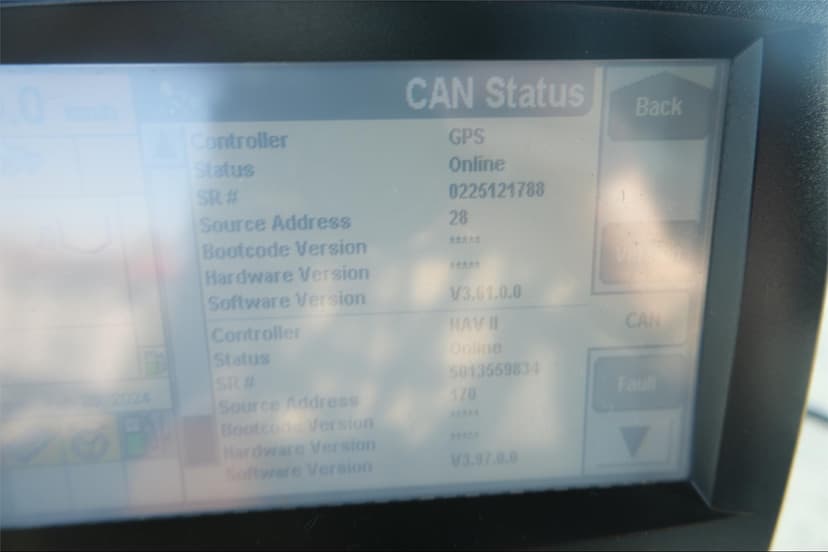 CAN Status
Back
Controller GPS
Status Online
SR # 0225121788
Source Address 28
Bootcode Version *****
Hardware Version *****
Software Version V3.61.0.0
Controller NAV II
Status Online
SR # 5013559834
Source Address 170
Bootcode Version *****
Hardware Version *****
Software Version V3.97.0.0
CAN
Fault
2024